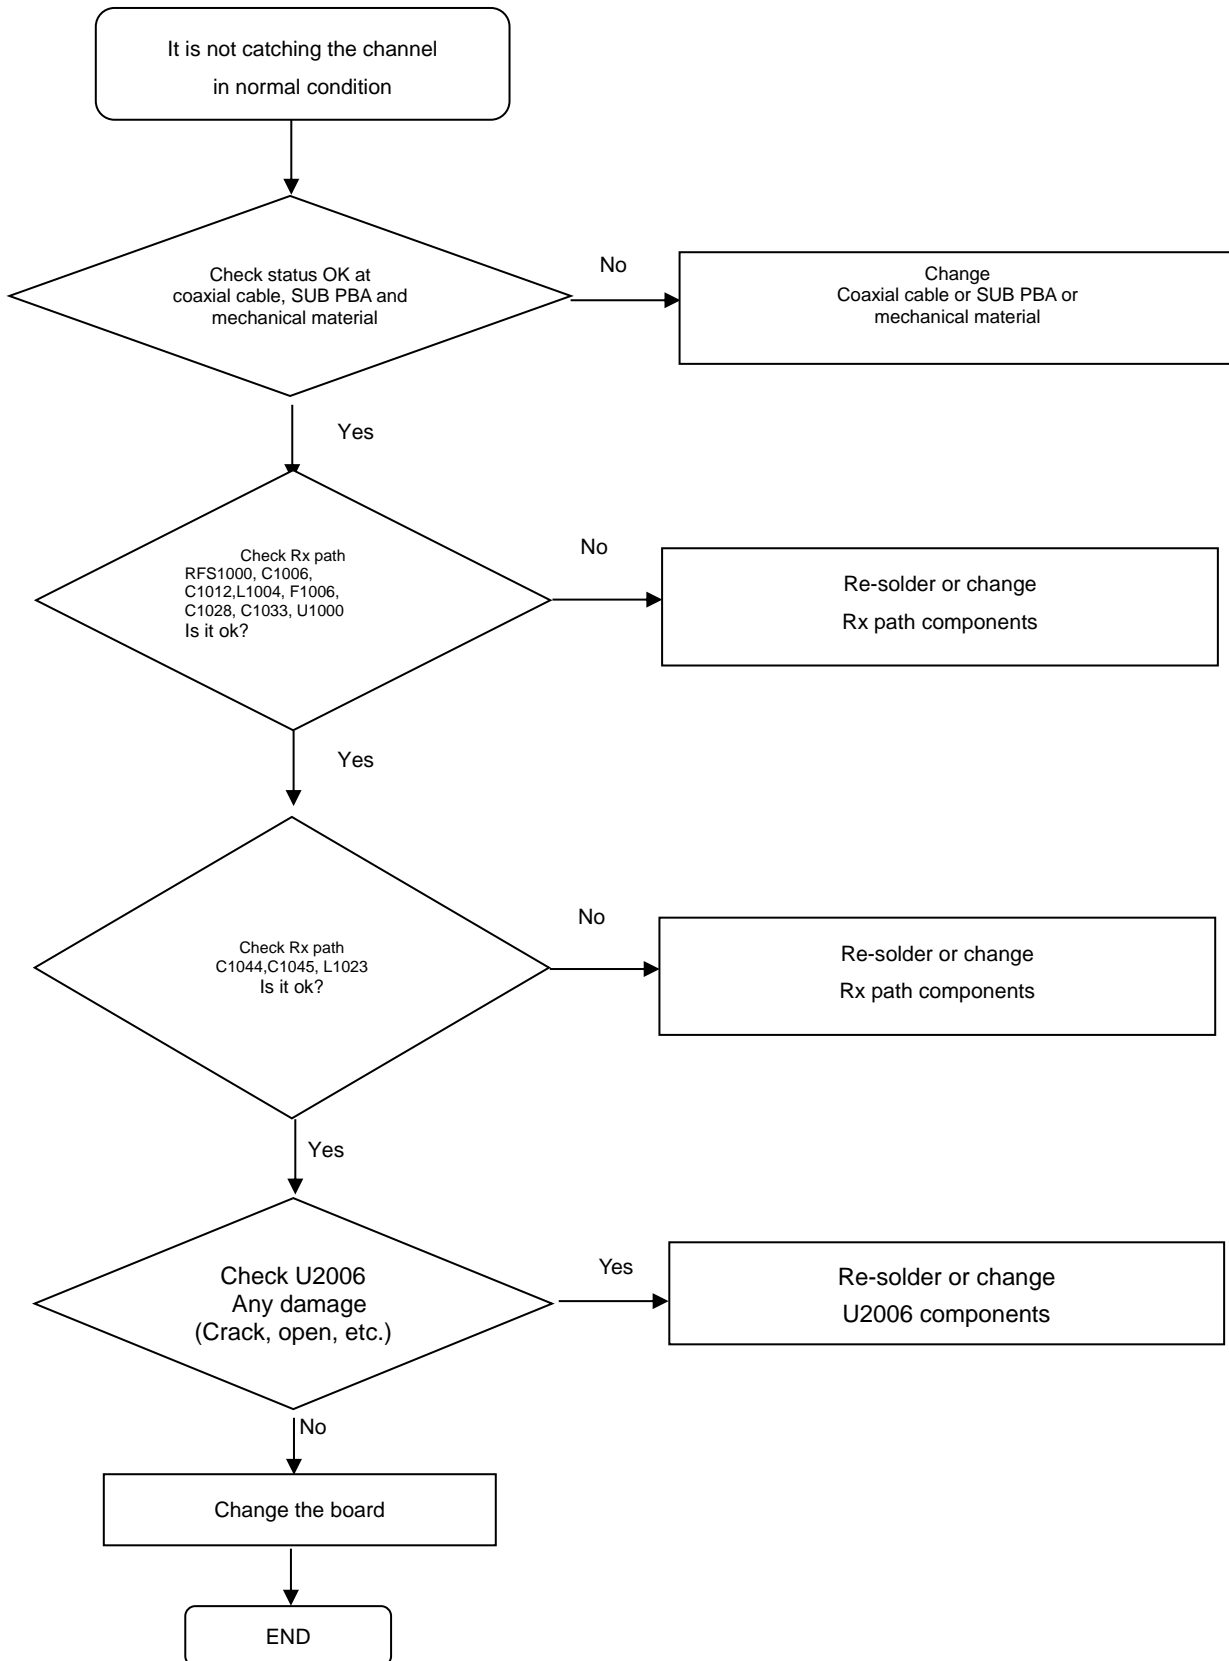 It is not catching the channel
in normal condition
Check status OK at
coaxial cable, SUB PBA and
mechanical material
No
Change
Coaxial cable or SUB PBA or
mechanical material
Yes
Check Rx path
RFS1000, C1006,
C1012,L1004, F1006,
C1028, C1033, U1000
Is it ok?
No
Re-solder or change
Rx path components
Yes
Check Rx path
C1044,C1045, L1023
Is it ok?
No
Re-solder or change
Rx path components
Yes
Check U2006
Any damage
(Crack, open, etc.)
Yes
Re-solder or change
U2006 components
No
Change the board
END